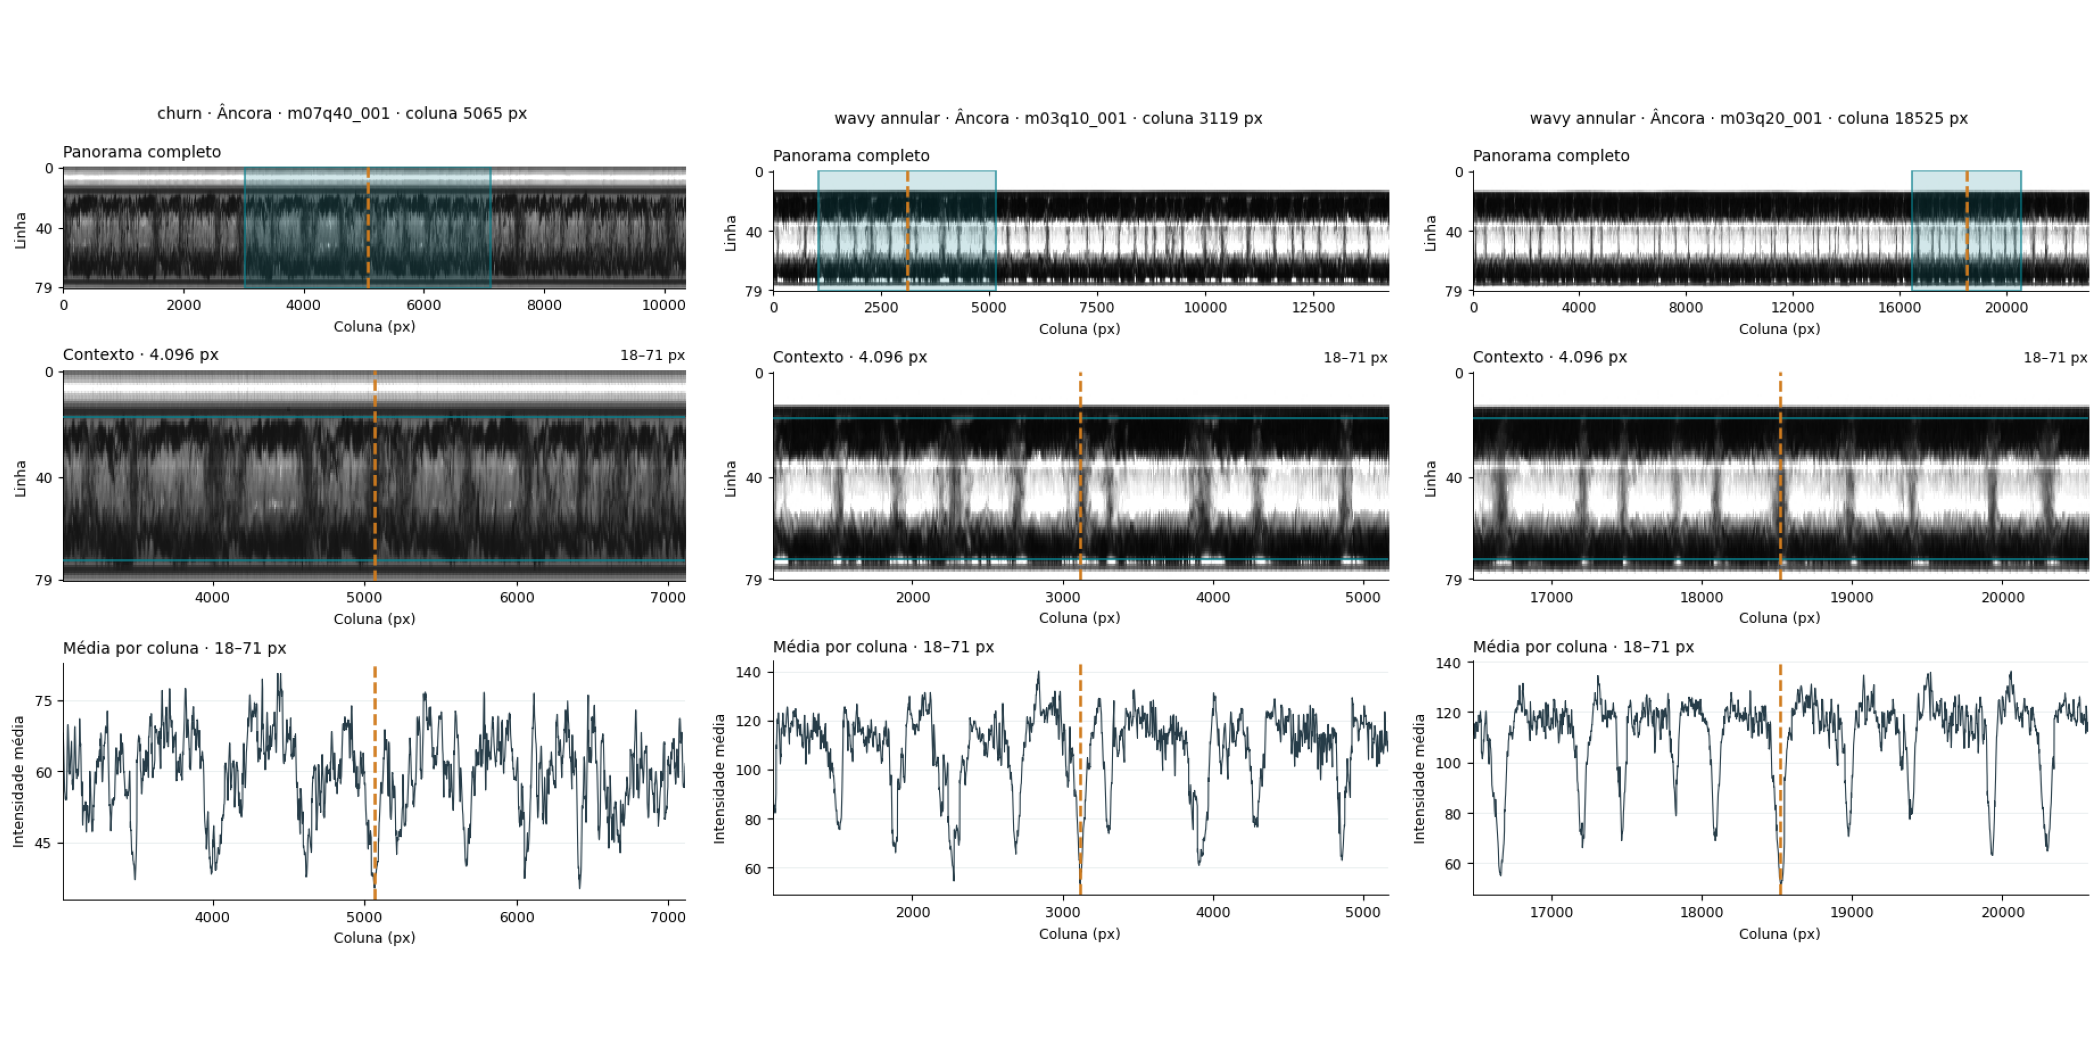 churn · Âncora · m07q40_001 · coluna 5065 px
Panorama completo
0
40
79
Linha
0 2000 4000 6000 8000 10000
Coluna (px)
Contexto · 4.096 px 18–71 px
0
40
79
Linha
4000 5000 6000 7000
Coluna (px)
Média por coluna · 18–71 px
75
60
45
Intensidade média
4000 5000 6000 7000
Coluna (px)
wavy annular · Âncora · m03q10_001 · coluna 3119 px
Panorama completo
0
40
79
Linha
0 2500 5000 7500 10000 12500
Coluna (px)
Contexto · 4.096 px 18–71 px
0
40
79
Linha
2000 3000 4000 5000
Coluna (px)
Média por coluna · 18–71 px
140
120
100
80
60
Intensidade média
2000 3000 4000 5000
Coluna (px)
wavy annular · Âncora · m03q20_001 · coluna 18525 px
Panorama completo
0
40
79
Linha
0 4000 8000 12000 16000 20000
Coluna (px)
Contexto · 4.096 px 18–71 px
0
40
79
Linha
17000 18000 19000 20000
Coluna (px)
Média por coluna · 18–71 px
140
120
100
80
60
Intensidade média
17000 18000 19000 20000
Coluna (px)